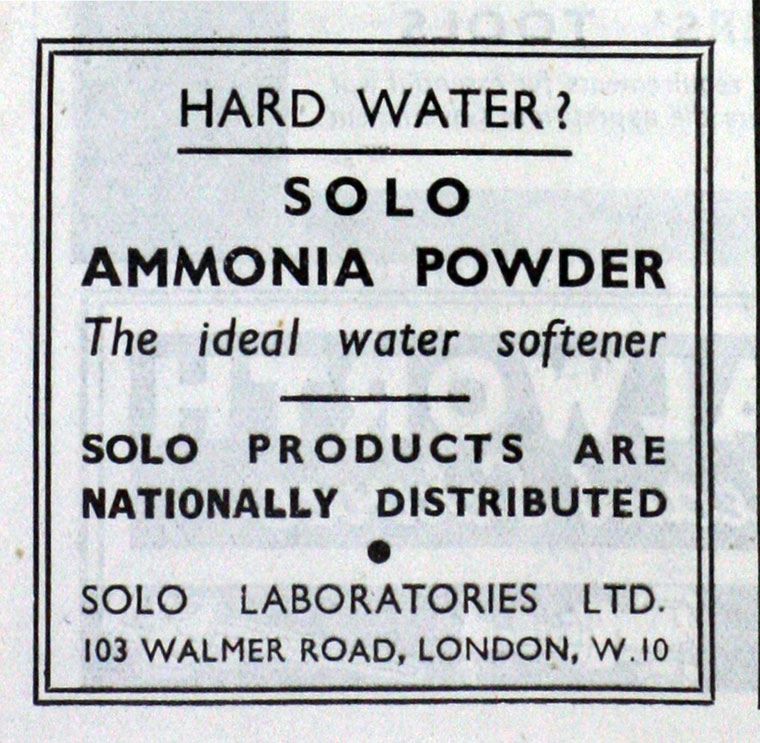 HARD WATER?
SOLO
AMMONIA POWDER
The ideal water softener
SOLO PRODUCTS ARE
NATIONALLY DISTRIBUTED
SOLO LABORATORIES LTD.
103 WALMER ROAD, LONDON, W.10